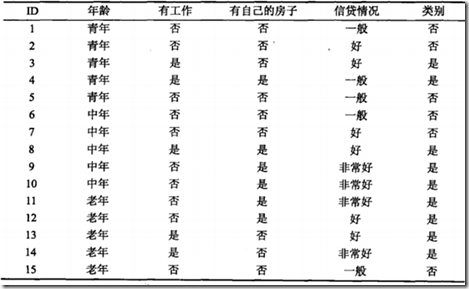 ID 年龄 有工作 有自己的房子 信贷情况 类别
1 青年 否 否 一般 否
2 青年 否 否 好 否
3 青年 是 否 好 是
4 青年 是 是 一般 是
5 青年 否 否 一般 否
6 中年 否 否 一般 否
7 中年 否 否 好 否
8 中年 是 是 好 是
9 中年 否 是 非常好 是
10 中年 否 是 非常好 是
11 老年 否 是 非常好 是
12 老年 否 是 好 是
13 老年 是 否 好 是
14 老年 是 否 非常好 是
15 老年 否 否 一般 否